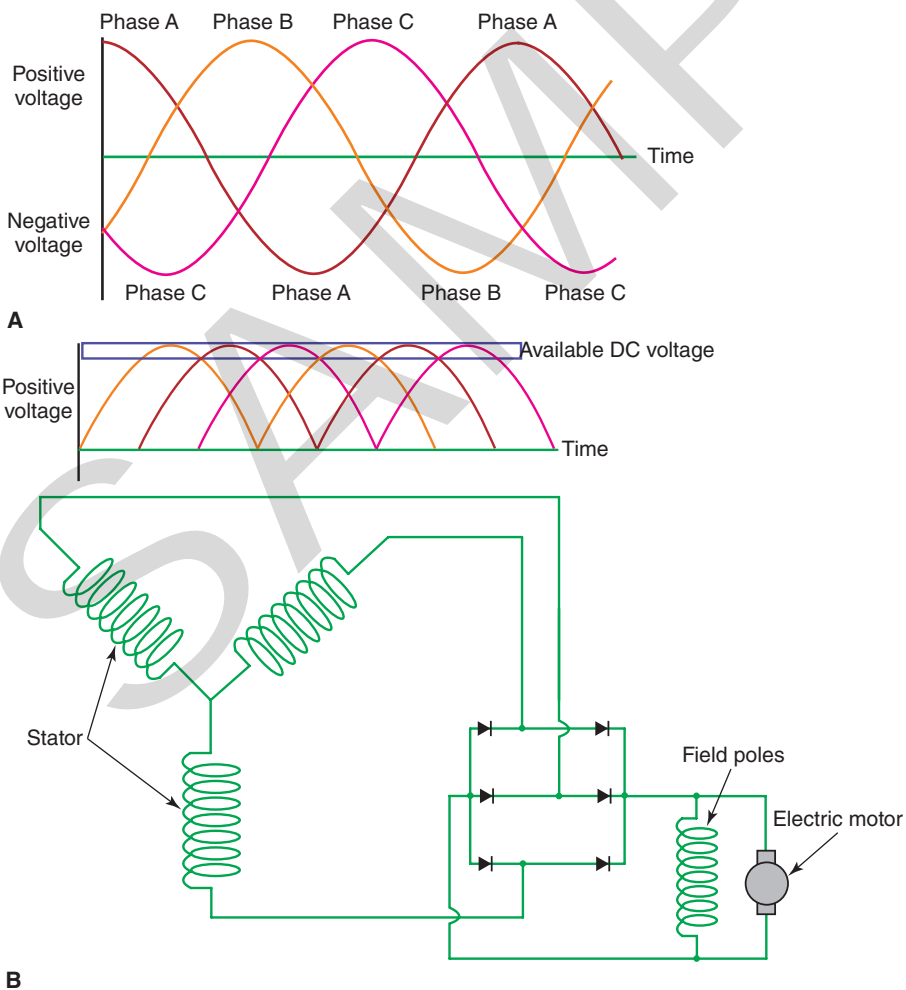 Phase A Phase B Phase C Phase A
Positive
voltage
Time
Negative
voltage
Phase C Phase A Phase B Phase C
A
Available DC voltage
Positive
voltage
Time
Stator
Field poles
Electric motor
B